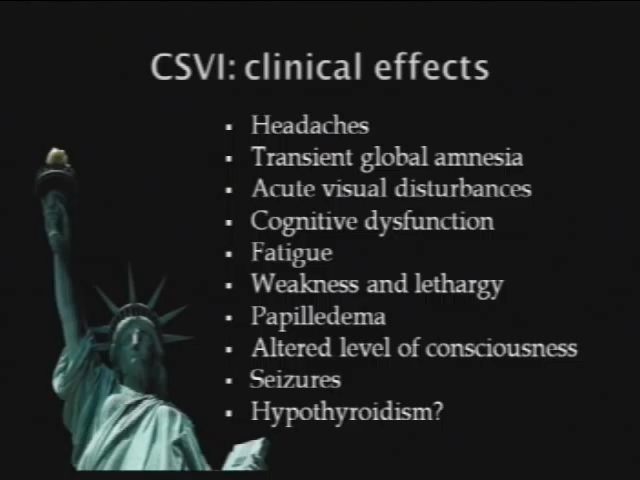 CSVI: clinical effects
▪ Headaches
▪ Transient global amnesia
▪ Acute visual disturbances
▪ Cognitive dysfunction
▪ Fatigue
▪ Weakness and lethargy
▪ Papilledema
▪ Altered level of consciousness
▪ Seizures
▪ Hypothyroidism?